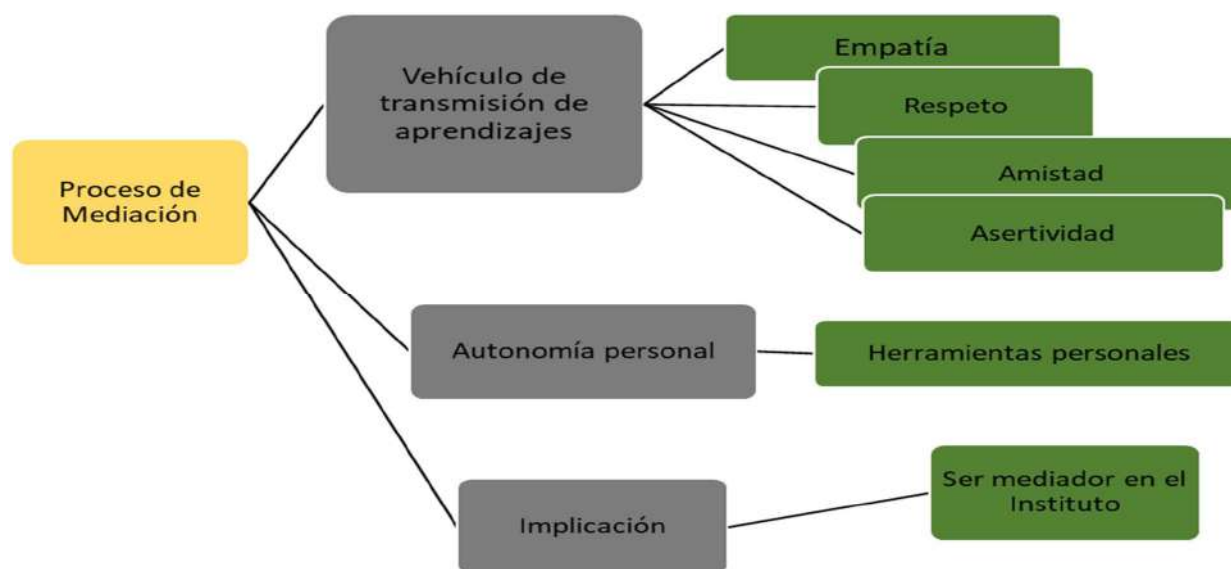 Proceso de
Mediación
Vehículo de
transmisión de
aprendizajes
Empatía
Respeto
Amistad
Asertividad
Autonomía personal
Herramientas personales
Implicación
Ser mediador en el
Instituto